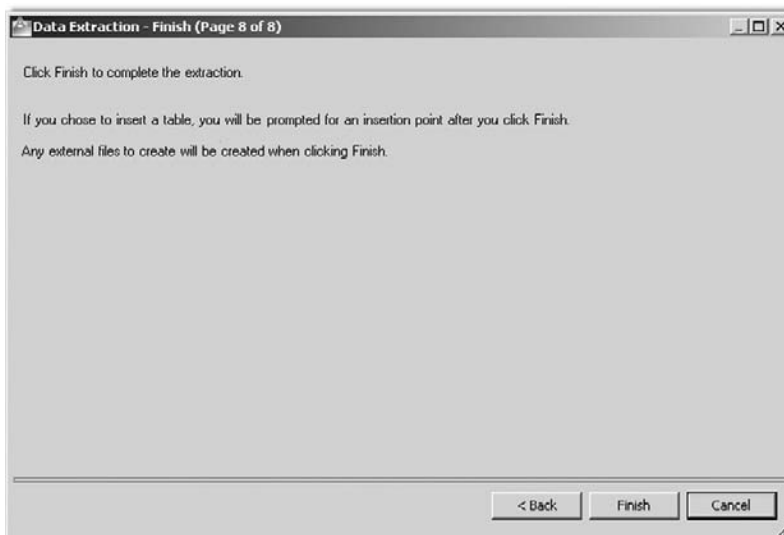 Data Extraction - Finish (Page 8 of 8)
Click Finish to complete the extraction.
If you chose to insert a table, you will be prompted for an insertion point after you click Finish.
Any external files to create will be created when clicking Finish.
< Back
Finish
Cancel